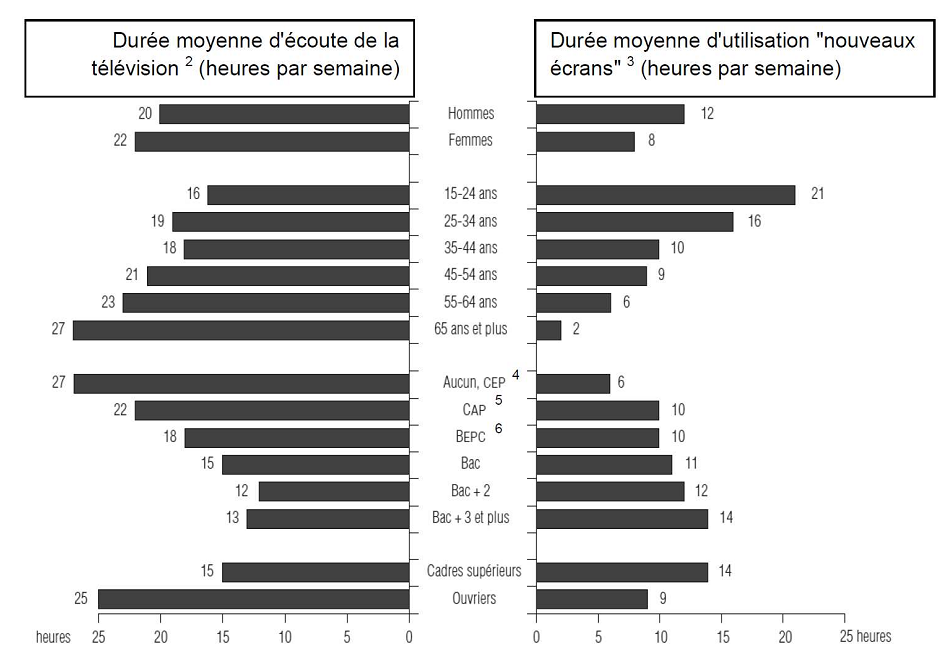 Durée moyenne d'écoute de la
télévision 2 (heures par semaine)
Durée moyenne d'utilisation "nouveaux
écrans" 3 (heures par semaine)
20 Hommes 12
22 Femmes 8
16 15-24 ans 21
19 25-34 ans 16
18 35-44 ans 10
21 45-54 ans 9
23 55-64 ans 6
27 65 ans et plus 2
27 Aucun, CEP 4 6
22 CAP 5 10
18 BEPC 6 10
15 Bac 11
12 Bac + 2 12
13 Bac + 3 et plus 14
15 Cadres supérieurs 14
25 Ouvriers 9
heures 25 20 15 10 5 0 0 5 10 15 20 25 heures